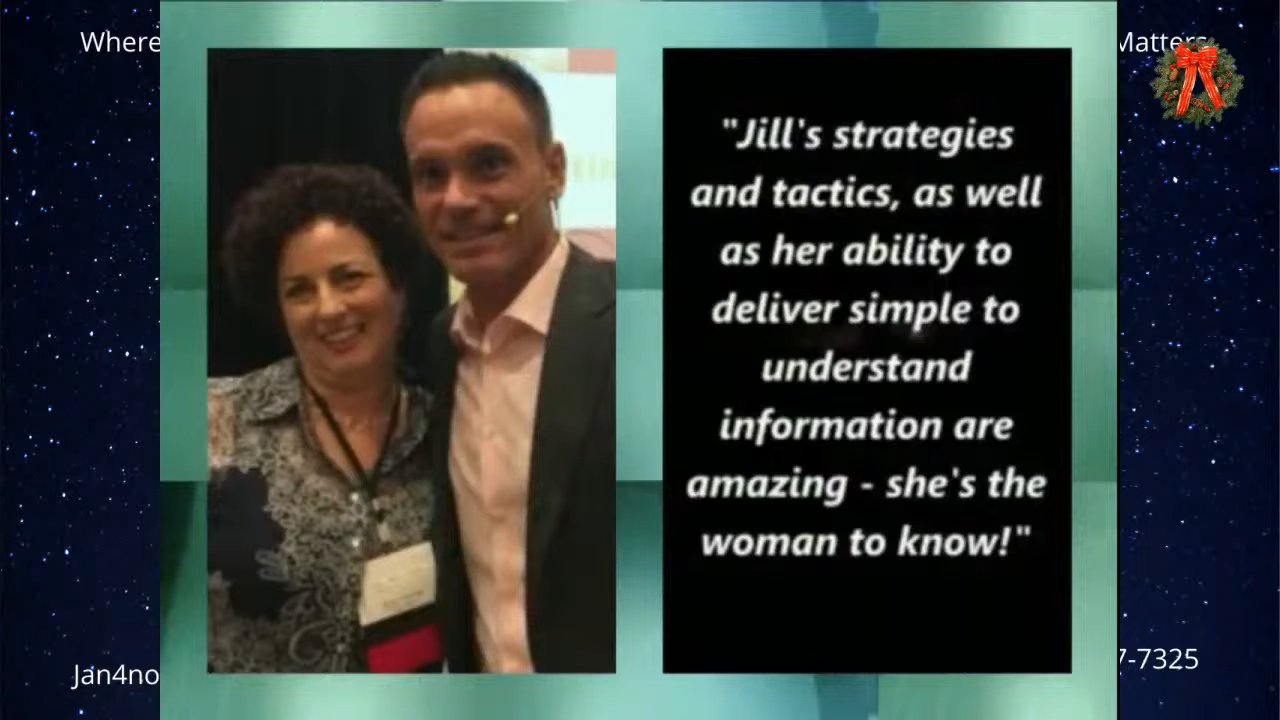 Where
Matters
"Jill's strategies
and tactics, as well
as her ability to
deliver simple to
understand
information are
amazing - she's the
woman to know!"
Jan4no
7-7325